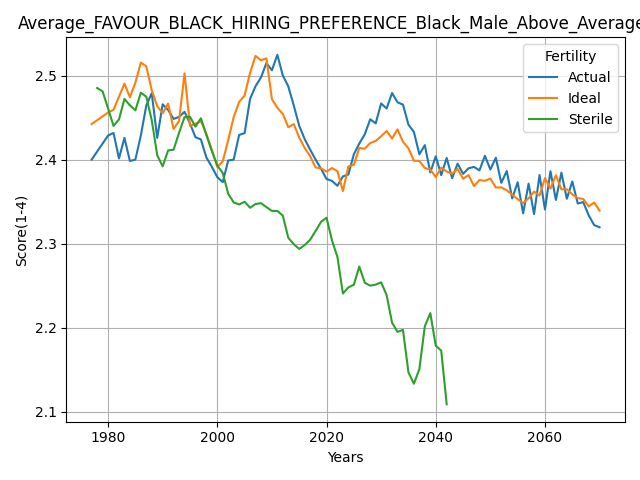 Average_FAVOUR_BLACK_HIRING_PREFERENCE_Black_Male_Above_Average
Fertility
Actual
Ideal
Sterile
Score(1-4)
2.5
2.4
2.3
2.2
2.1
1980 2000 2020 2040 2060
Years